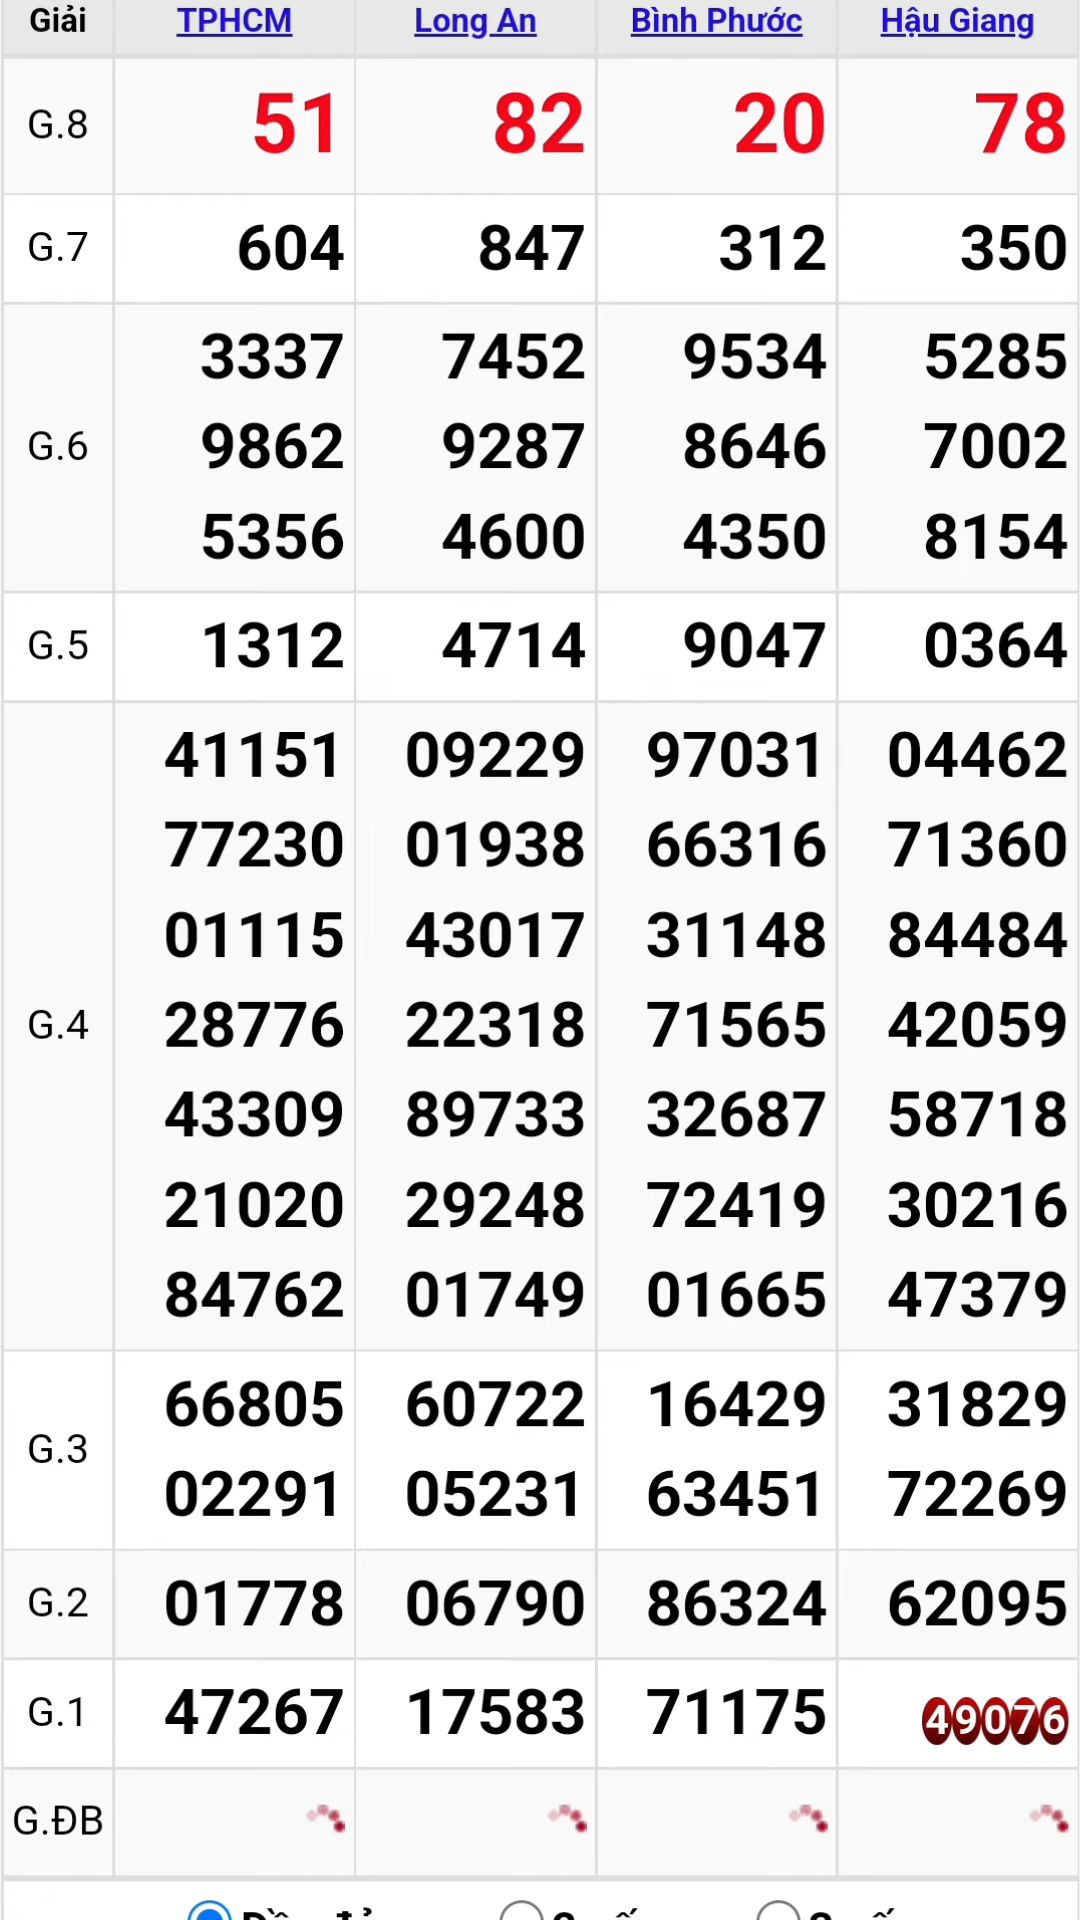 Giải TPHCM Long An Bình Phước Hậu Giang
G.8 51 82 20 78
G.7 604 847 312 350
3337 7452 9534 5285
G.6 9862 9287 8646 7002
5356 4600 4350 8154
G.5 1312 4714 9047 0364
41151 09229 97031 04462
77230 01938 66316 71360
01115 43017 31148 84484
G.4 28776 22318 71565 42059
43309 89733 32687 58718
21020 29248 72419 30216
84762 01749 01665 47379
66805 60722 16429 31829
G.3
02291 05231 63451 72269
G.2 01778 06790 86324 62095
G.1 47267 17583 71175 49076
G.ĐB